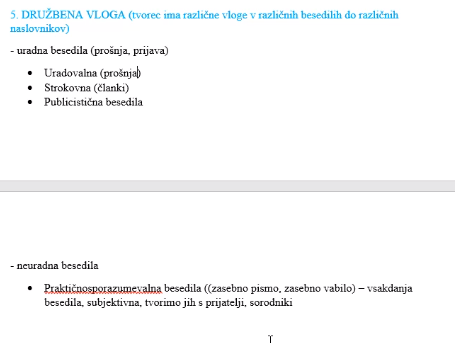 5. DRUŽBENA VLOGA (tvorec ima različne vloge v različnih besedilih do različnih
naslovnikov)
- uradna besedila (prošnja, prijava)
• Uradovalna (prošnja)
• Strokovna (članki)
• Publicistična besedila
- neuradna besedila
• Praktičnosporazumevalna besedila ((zasebno pismo, zasebno vabilo) – vsakdanja
besedila, subjektivna, tvorimo jih s prijatelji, sorodniki